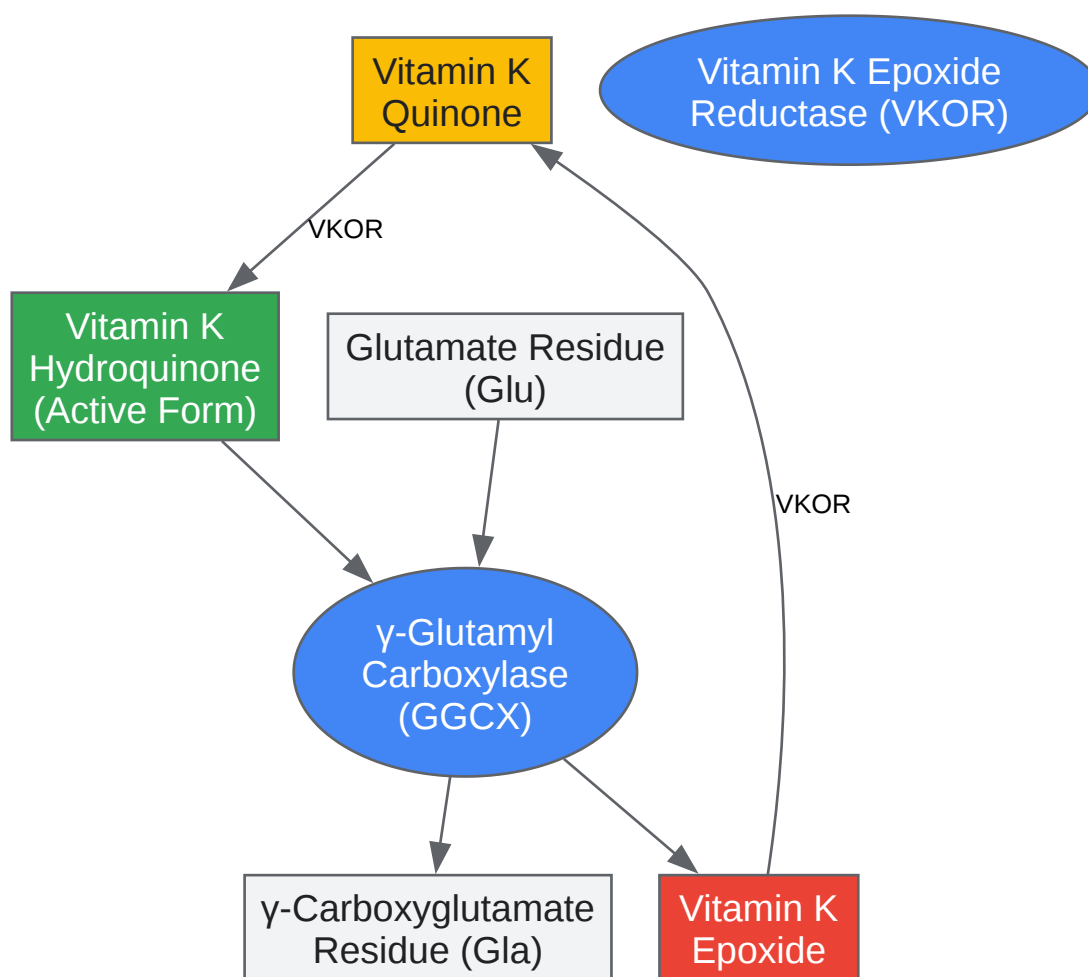 Vitamin K
Quinone
Vitamin K Epoxide
Reductase (VKOR)
VKOR
Vitamin K
Hydroquinone
(Active Form)
Glutamate Residue
(Glu)
VKOR
γ-Glutamyl
Carboxylase
(GGCX)
γ-Carboxyglutamate
Residue (Gla)
Vitamin K
Epoxide